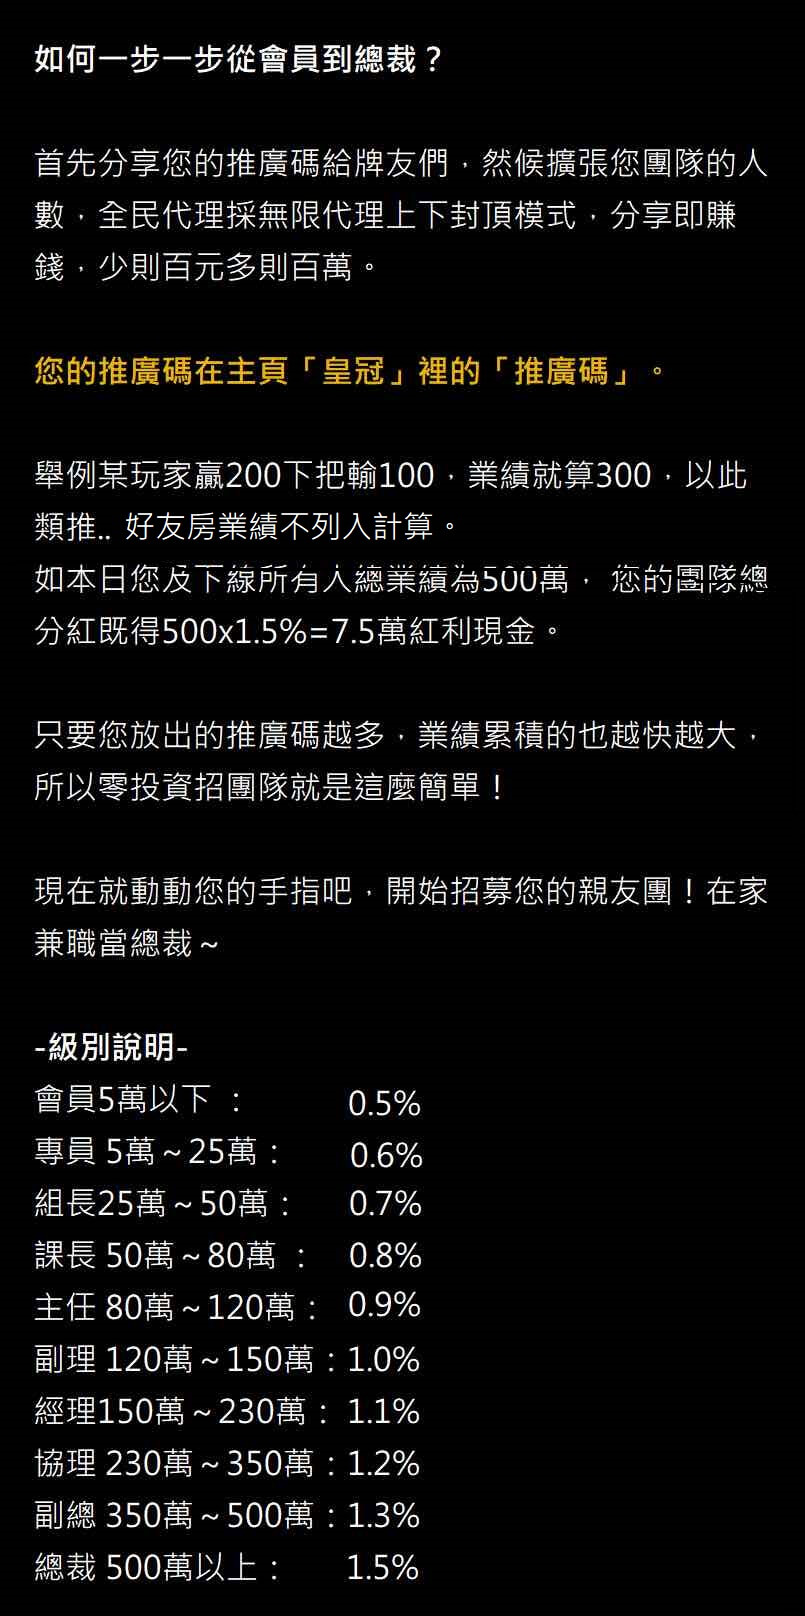 如何一步一步從會員到總裁？
首先分享您的推廣碼給牌友們，然候擴張您團隊的人
數，全民代理採無限代理上下封頂模式，分享即賺
錢，少則百元多則百萬。
您的推廣碼在主頁「皇冠」裡的「推廣碼」。
舉例某玩家贏200下把輸100，業績就算300，以此
類推.. 好友房業績不列入計算。
如本日您及下線所有人總業績為500萬， 您的團隊總
分紅既得500x1.5%=7.5萬紅利現金。
只要您放出的推廣碼越多，業績累積的也越快越大，
所以零投資招團隊就是這麼簡單！
現在就動動您的手指吧，開始招募您的親友團！在家
兼職當總裁～
-級別說明-
會員5萬以下 ： 0.5%
專員 5萬～25萬： 0.6%
組長25萬～50萬： 0.7%
課長 50萬～80萬 ： 0.8%
主任 80萬～120萬： 0.9%
副理 120萬～150萬：1.0%
經理150萬～230萬： 1.1%
協理 230萬～350萬：1.2%
副總 350萬～500萬：1.3%
總裁 500萬以上： 1.5%